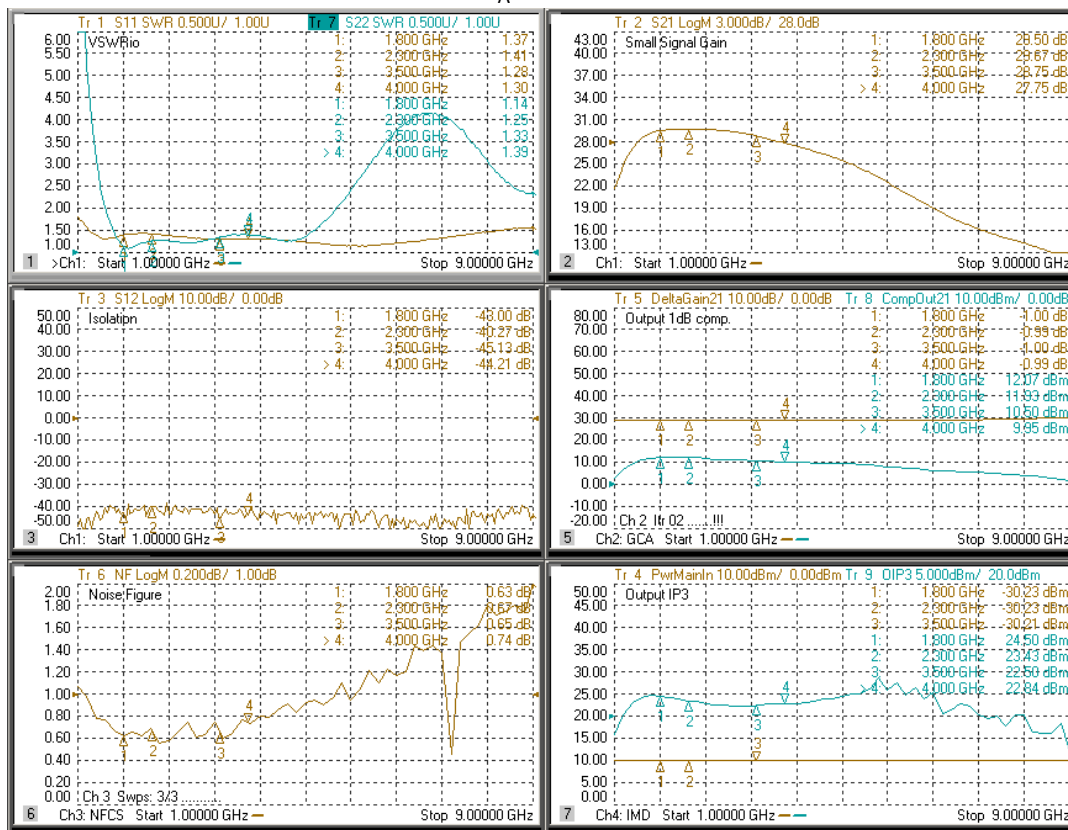 Tr 1 S11 SWR 0.500U/ 1.00U Tr 7 S22 SWR 0.500U/ 1.00U
6.00
5.50
5.00
4.50
4.00
3.50
3.00
2.50
2.00
1.50
1.00
VSWRio
1: 1.800 GHz 1.37
2: 2.300 GHz 1.41
3: 3.500 GHz 1.28
4: 4.000 GHz 1.30
1: 1.800 GHz 1.14
2: 2.300 GHz 1.25
3: 3.500 GHz 1.33
> 4: 4.000 GHz 1.39
1 >Ch1: Start 1.00000 GHz Stop 9.00000 GHz
Tr 2 S21 LogM 3.000dB/ 28.0dB
43.00
40.00
37.00
34.00
31.00
28.00
25.00
22.00
19.00
16.00
13.00
Small Signal Gain
1: 1.800 GHz 29.50 dB
2: 2.300 GHz 29.67 dB
3: 3.500 GHz 28.75 dB
> 4: 4.000 GHz 27.75 dB
2 Ch1: Start 1.00000 GHz Stop 9.00000 GHz
Tr 3 S12 LogM 10.00dB/ 0.00dB
50.00
40.00
30.00
20.00
10.00
0.00
-10.00
-20.00
-30.00
-40.00
-50.00
Isolation
1: 1.800 GHz -43.00 dB
2: 2.300 GHz -40.27 dB
3: 3.500 GHz -45.13 dB
> 4: 4.000 GHz -44.21 dB
3 Ch1: Start 1.00000 GHz Stop 9.00000 GHz
Tr 5 DeltaGain21 10.00dB/ 0.00dB Tr 8 CompOut21 10.00dBm/ 0.00dB
80.00
70.00
60.00
50.00
40.00
30.00
20.00
10.00
0.00
-10.00
-20.00
Output 1dB comp.
1: 1.800 GHz -1.00 dB
2: 2.300 GHz -0.99 dB
3: 3.500 GHz -1.00 dB
4: 4.000 GHz -0.99 dB
1: 1.800 GHz 12.07 dBm
2: 2.300 GHz 11.93 dBm
3: 3.500 GHz 10.50 dBm
> 4: 4.000 GHz 9.95 dBm
Ch 2 Itr 02 ......!!!
5 Ch2: GCA Start 1.00000 GHz Stop 9.00000 GHz
Tr 6 NF LogM 0.200dB/ 1.00dB
2.00
1.80
1.60
1.40
1.20
1.00
0.80
0.60
0.40
0.20
0.00
Noise Figure
1: 1.800 GHz 0.63 dB
2: 2.300 GHz 0.67 dB
3: 3.500 GHz 0.65 dB
> 4: 4.000 GHz 0.74 dB
Ch 3 Swps: 3/3 ..........
6 Ch3: NFCS Start 1.00000 GHz Stop 9.00000 GHz
Tr 4 PwrMainIn 10.00dBm/ 0.00dBm Tr 9 OIP3 5.000dBm/ 20.0dBm
50.00
45.00
40.00
35.00
30.00
25.00
20.00
15.00
10.00
5.00
0.00
Output IP3
1: 1.800 GHz -30.23 dBm
2: 2.300 GHz -30.23 dBm
3: 3.500 GHz -30.21 dBm
1: 1.800 GHz 24.50 dBm
2: 2.300 GHz 23.43 dBm
3: 3.500 GHz 22.50 dBm
> 4: 4.000 GHz 22.84 dBm
7 Ch4: IMD Start 1.00000 GHz Stop 9.00000 GHz